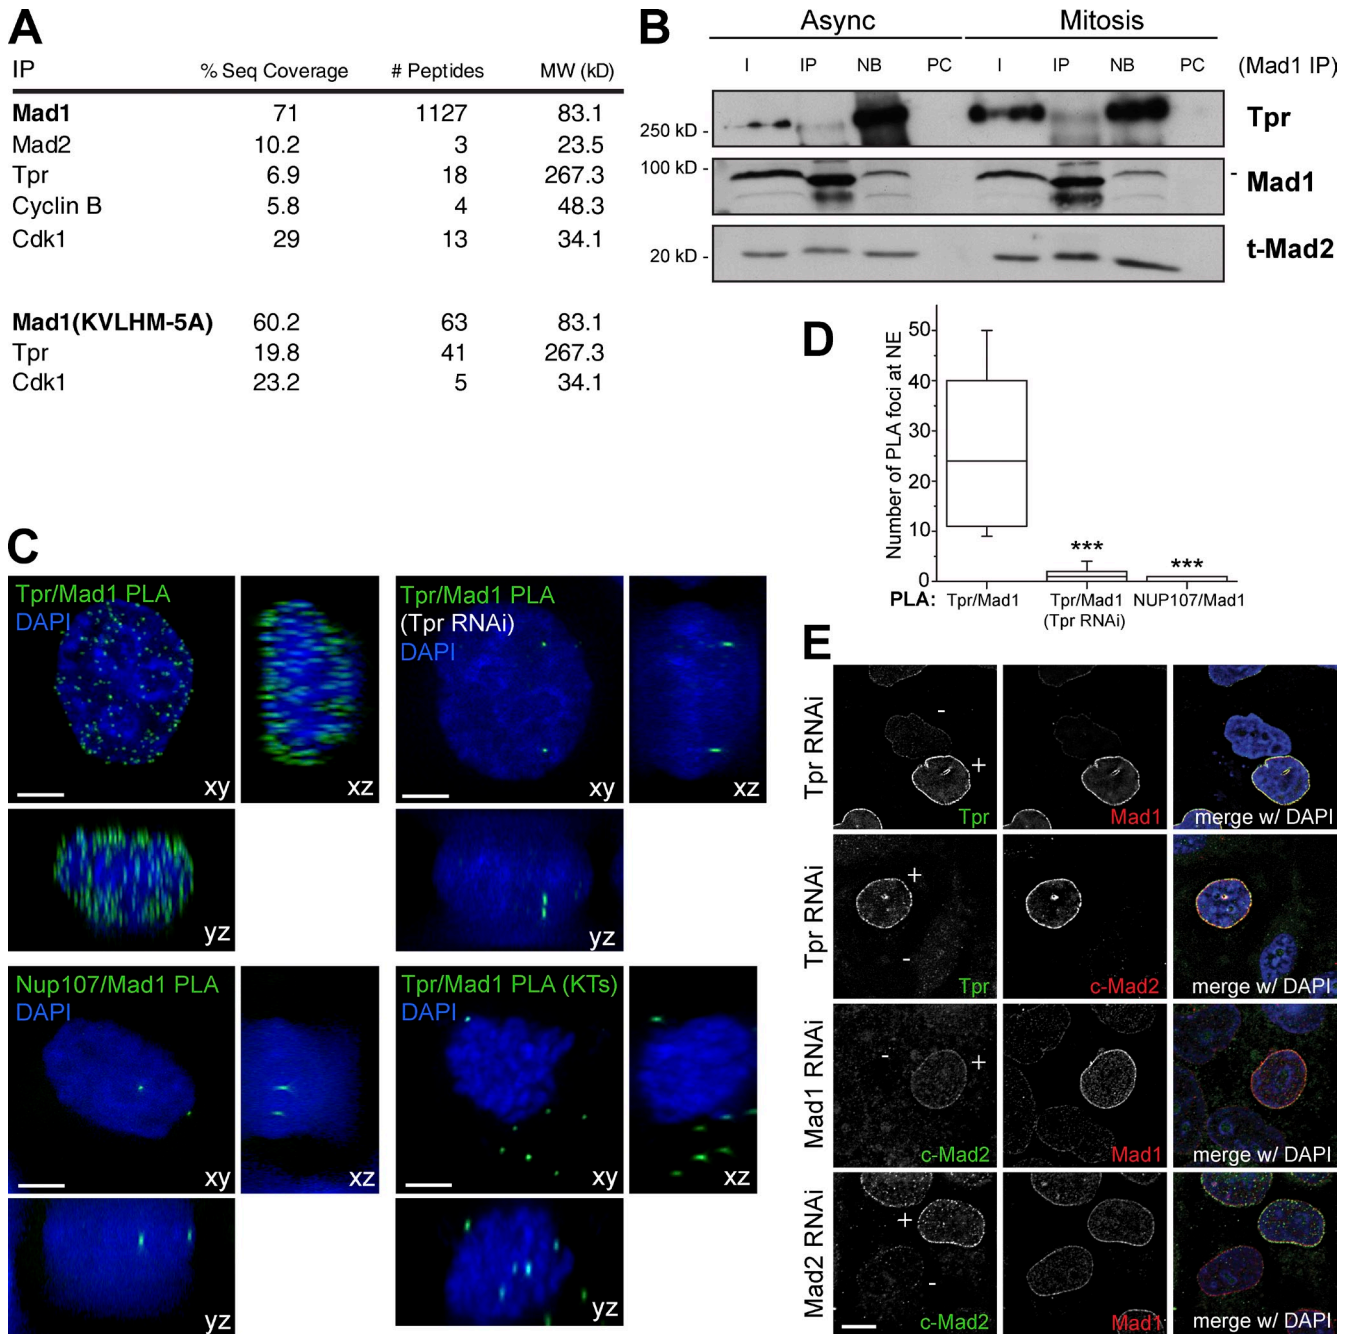 A
IP % Seq Coverage # Peptides MW (kD)
Mad1 71 1127 83.1
Mad2 10.2 3 23.5
Tpr 6.9 18 267.3
Cyclin B 5.8 4 48.3
Cdk1 29 13 34.1
Mad1(KVLHM-5A) 60.2 63 83.1
Tpr 19.8 41 267.3
Cdk1 23.2 5 34.1
B
Async Mitosis
I IP NB PC I IP NB PC (Mad1 IP)
250 kD - Tpr
100 kD - - Mad1
20 kD - t-Mad2
C
Tpr/Mad1 PLA
DAPI
xy
xz
yz
Tpr/Mad1 PLA
(Tpr RNAi)
DAPI
xy
xz
yz
Nup107/Mad1 PLA
DAPI
xy
xz
yz
Tpr/Mad1 PLA (KTs)
DAPI
xy
xz
yz
D
Number of PLA foci at NE
50
40
30
20
10
0
*** ***
PLA: Tpr/Mad1 Tpr/Mad1 NUP107/Mad1
(Tpr RNAi)
E
Tpr RNAi
- +
Tpr Mad1 merge w/ DAPI
Tpr RNAi
+ -
Tpr c-Mad2 merge w/ DAPI
Mad1 RNAi
- +
c-Mad2 Mad1 merge w/ DAPI
Mad2 RNAi
+ -
c-Mad2 Mad1 merge w/ DAPI